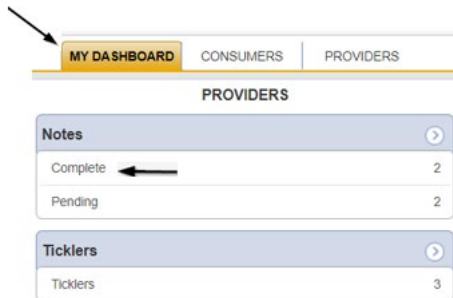 MY DASHBOARD CONSUMERS PROVIDERS
PROVIDERS
Notes
Complete 2
Pending 2
Ticklers
Ticklers 3